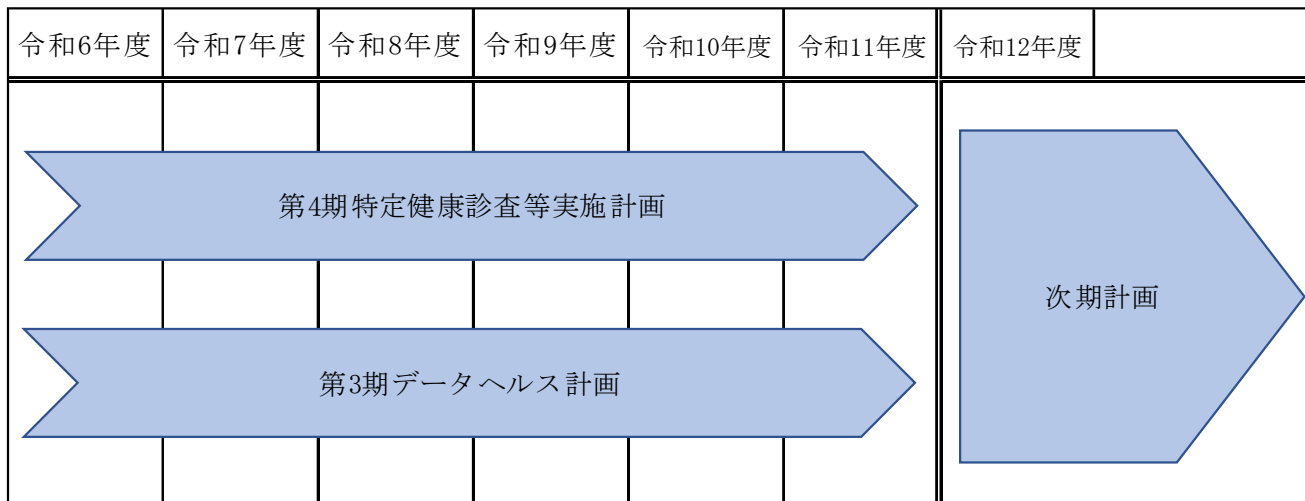 令和6年度 令和7年度 令和8年度 令和9年度 令和10年度 令和11年度 令和12年度
第4期特定健康診査等実施計画
次期計画
第3期データヘルス計画